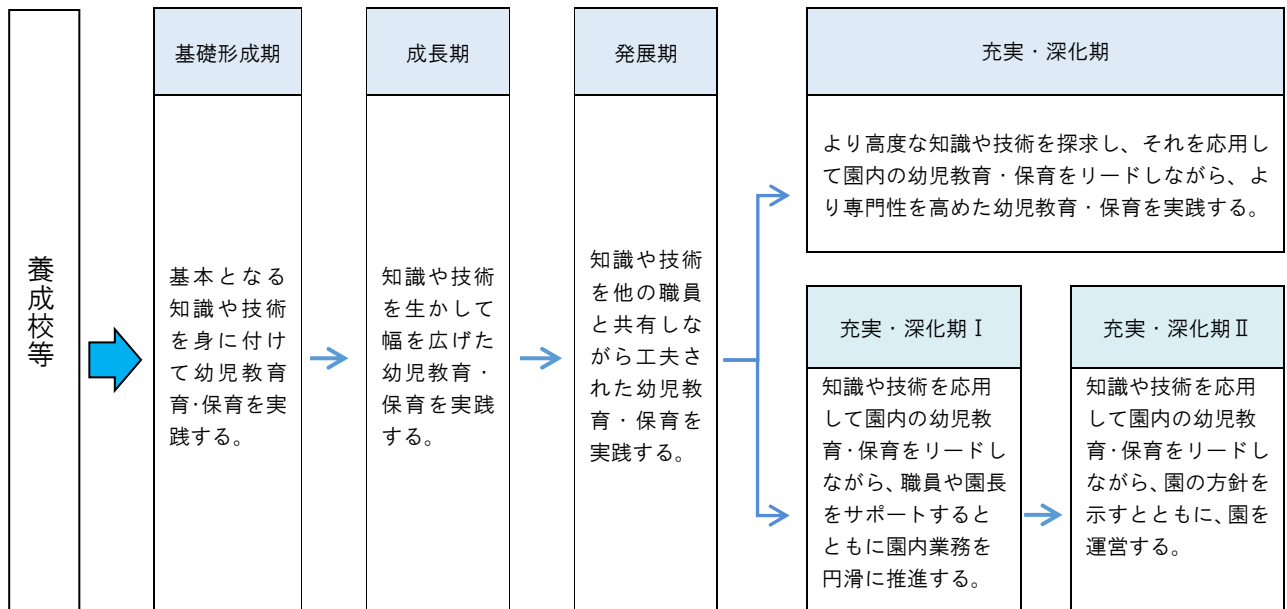 養成校等
基礎形成期
基本となる
知識や技術
を身に付け
て幼児教育
育･保育を実
践する。
成長期
知識や技術
を生かして
幅を広げた
幼児教育・
保育を実践
する。
発展期
知識や技術
を他の職員
と共有しな
がら工夫さ
れた幼児教
育・保育を
実践する。
充実・深化期
より高度な知識や技術を探求し、それを応用し
て園内の幼児教育・保育をリードしながら、よ
り専門性を高めた幼児教育・保育を実践する。
充実・深化期Ⅰ
知識や技術を応用
して園内の幼児教
育･保育をリードし
ながら、職員や園長
をサポートすると
ともに園内業務を
円滑に推進する。
充実・深化期Ⅱ
知識や技術を応用
して園内の幼児教
育･保育をリードし
ながら、園の方針を
示すとともに、園を
運営する。